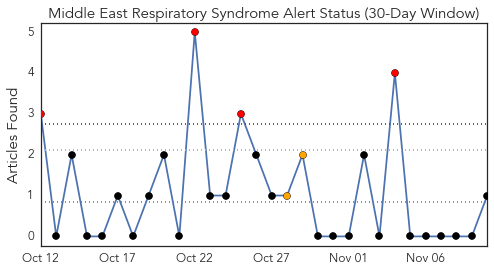 Middle East Respiratory Syndrome Alert Status (30-Day Window)
Articles Found
5
4
3
2
1
0
Oct 12 Oct 17 Oct 22 Oct 27 Nov 01 Nov 06